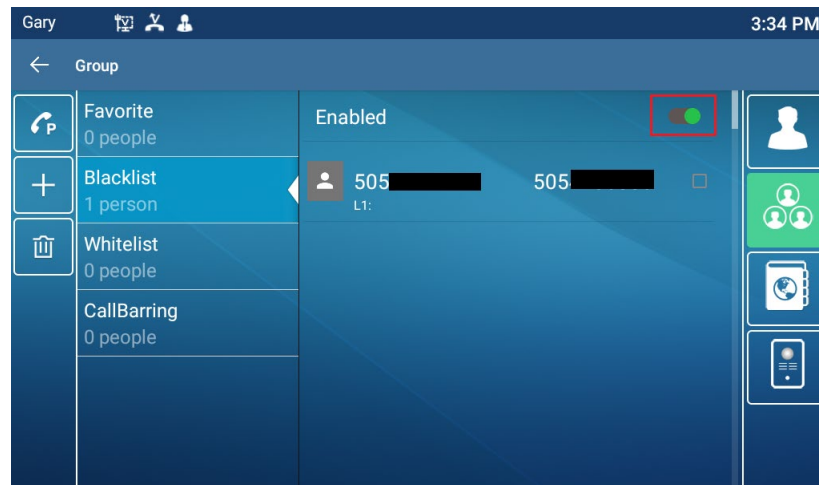 Gary
3:34 PM
Group
P
Favorite
0 people
Blacklist
1 person
Whitelist
0 people
CallBarring
0 people
Enabled
505 505
L1: